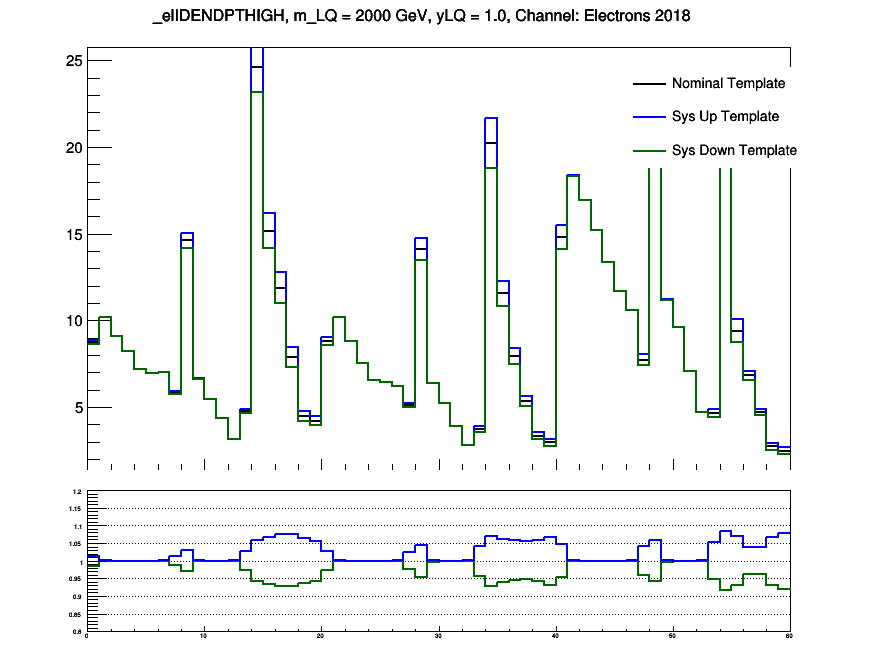 _elIDENDPTHIGH, m_LQ = 2000 GeV, yLQ = 1.0, Channel: Electrons 2018
25
20
15
10
5
Nominal Template
Sys Up Template
Sys Down Template
1.2
1.15
1.1
1.05
1
0.95
0.9
0.85
0.8
0 10 20 30 40 50 60